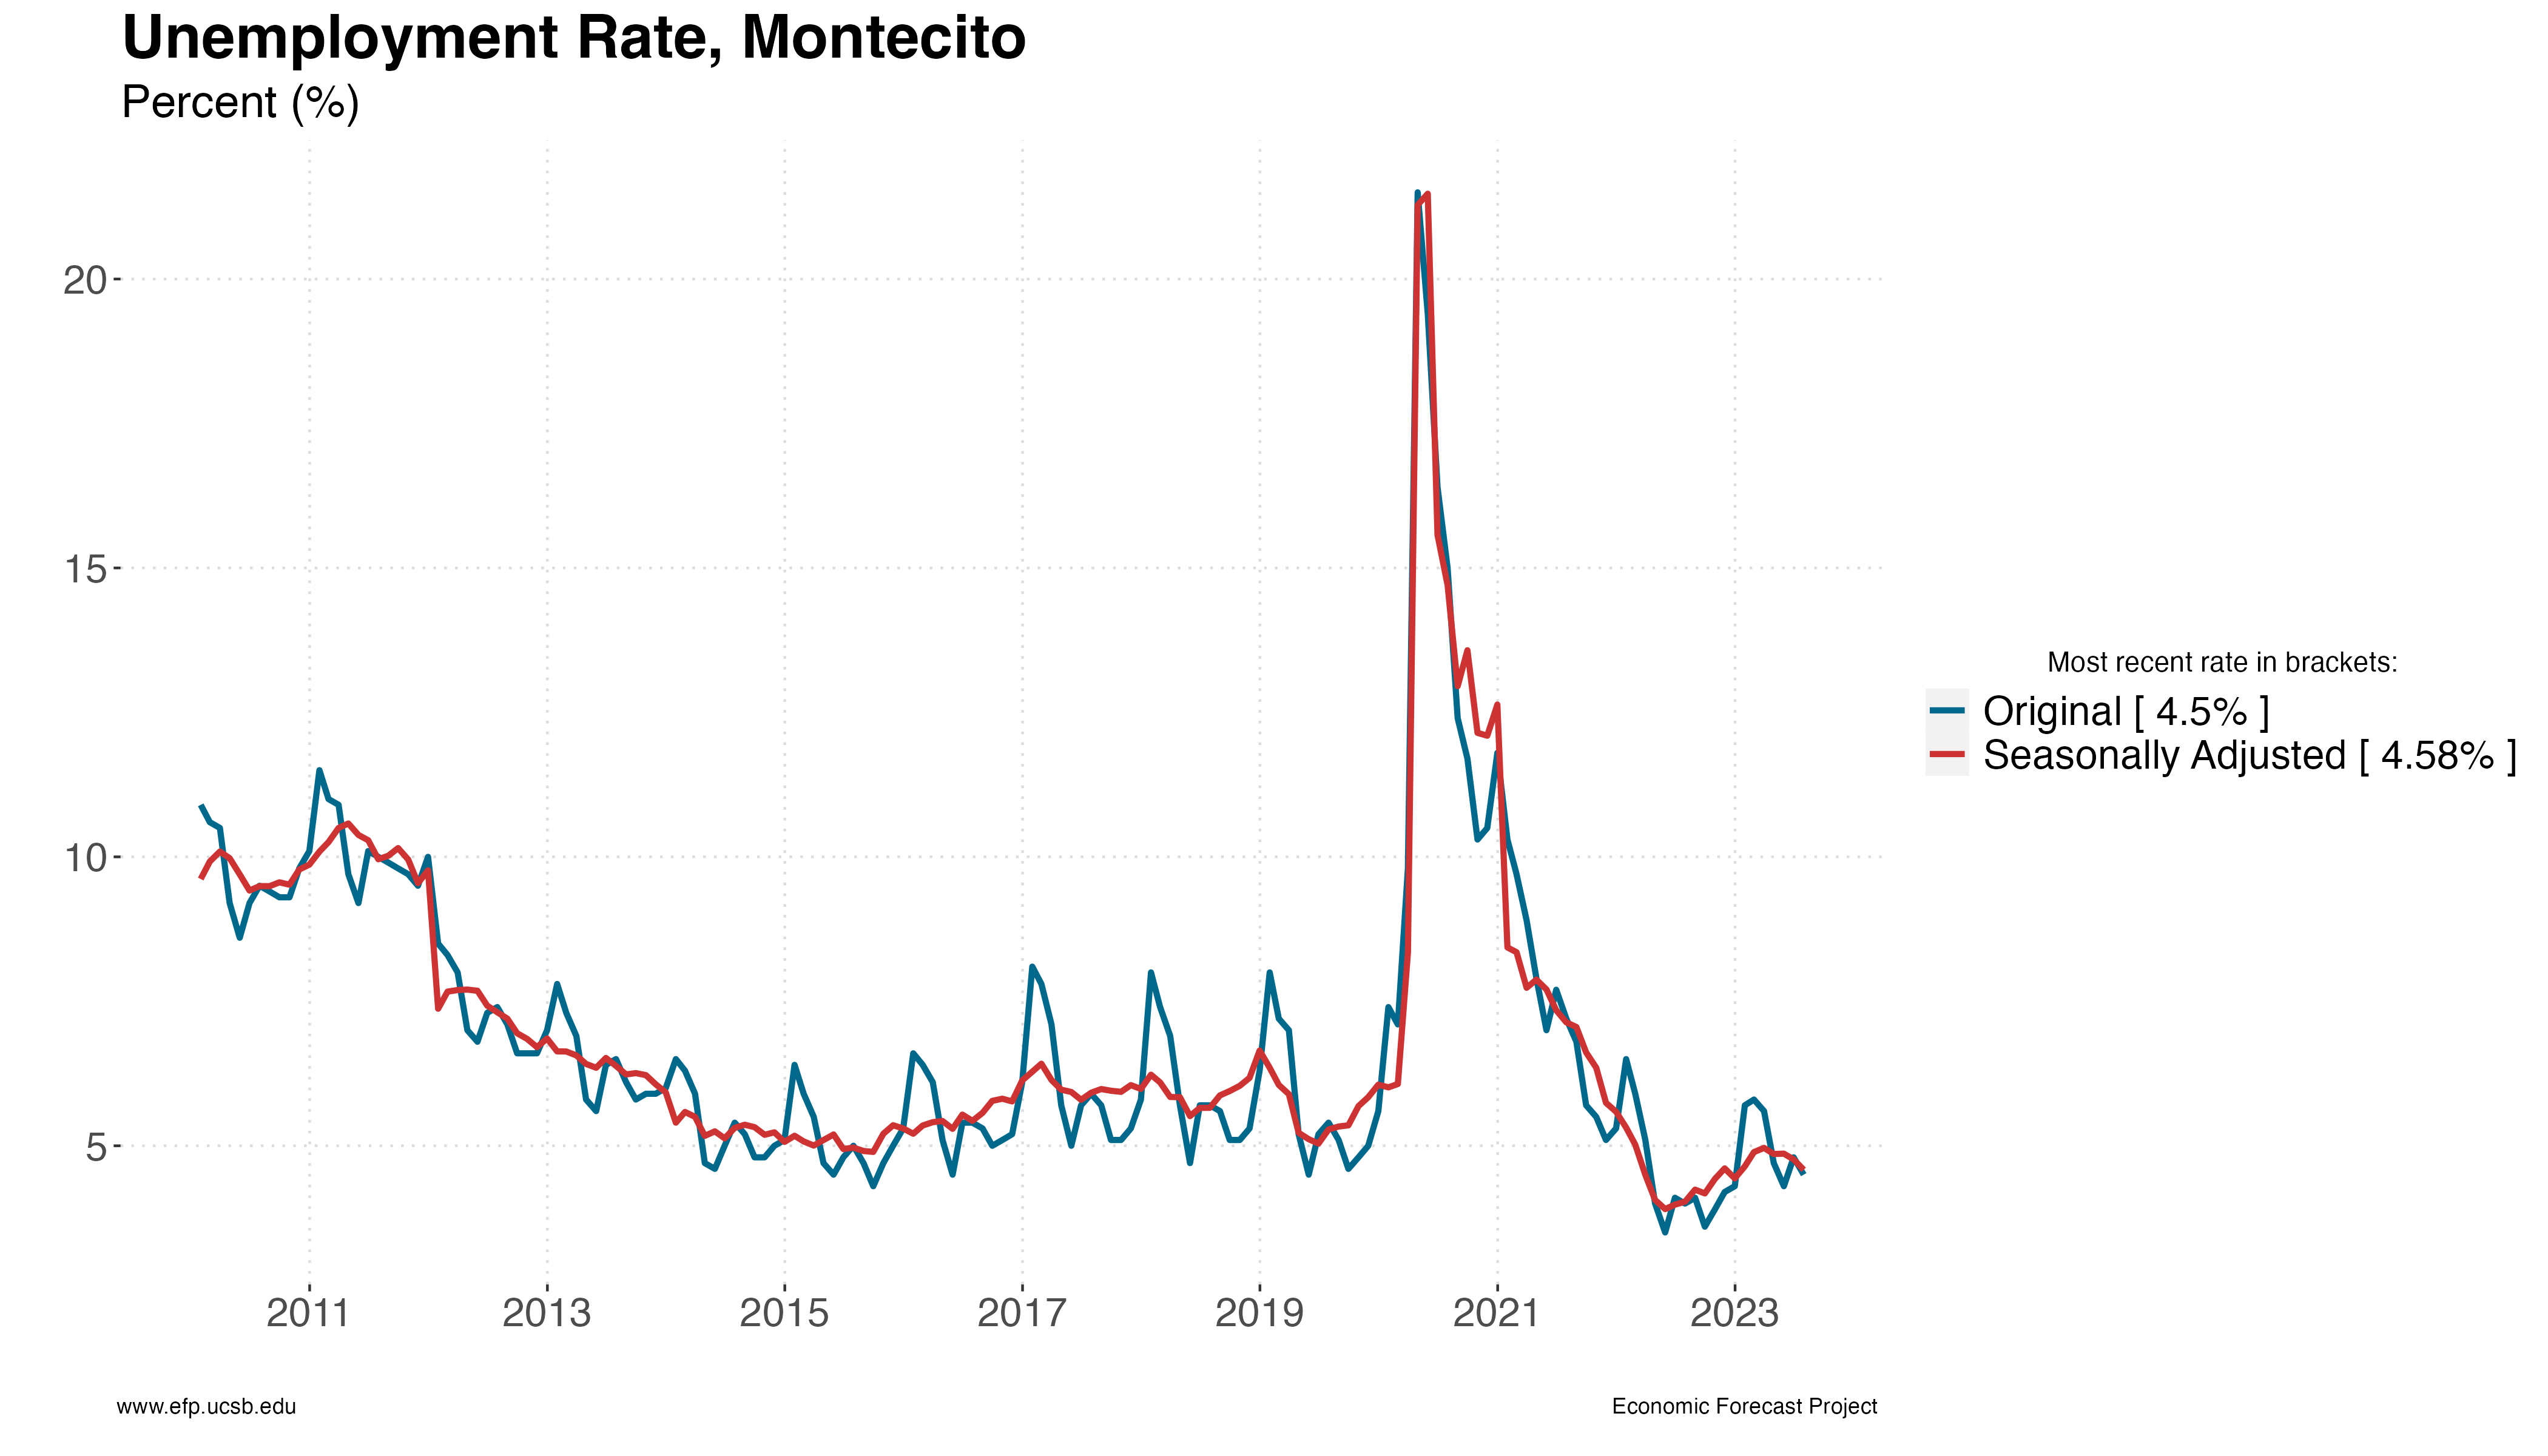 Unemployment Rate, Montecito
Percent (%)
20
15
10
5
2011 2013 2015 2017 2019 2021 2023
Most recent rate in brackets:
Original [ 4.5% ]
Seasonally Adjusted [ 4.58% ]
www.efp.ucsb.edu
Economic Forecast Project